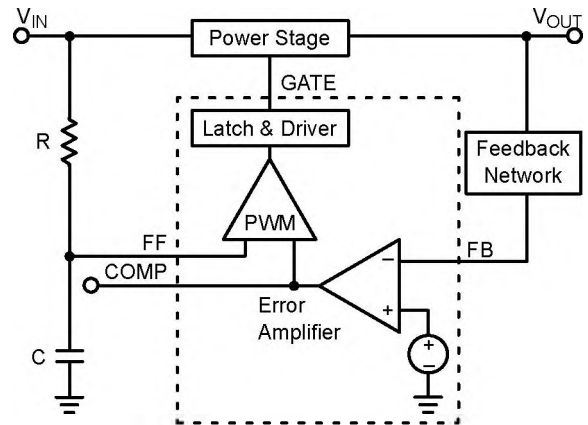 VIN
VOUT
Power Stage
GATE
Latch & Driver
R
Feedback
Network
PWM
FF
FB
COMP
−
+
Error
Amplifier
+
−
C